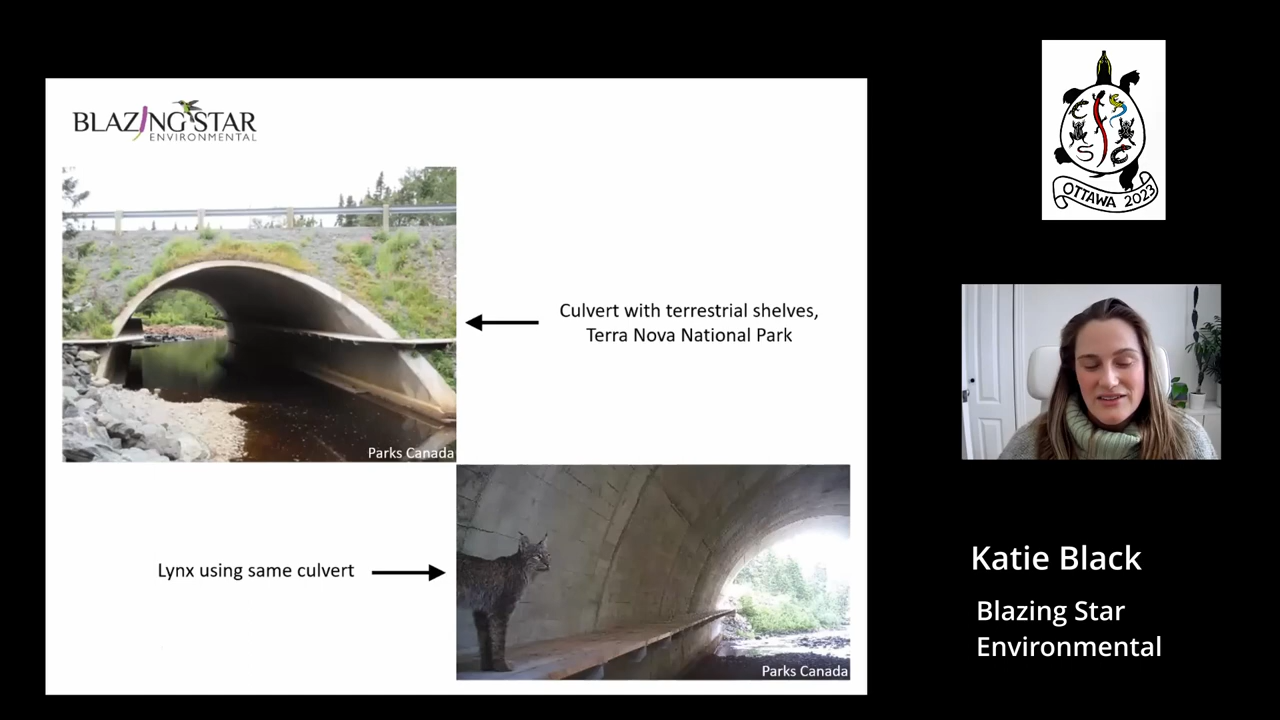 BLAZING STAR
ENVIRONMENTAL
Parks Canada
Culvert with terrestrial shelves,
Terra Nova National Park
Lynx using same culvert
Parks Canada
OTTAWA 2023
Katie Black
Blazing Star
Environmental